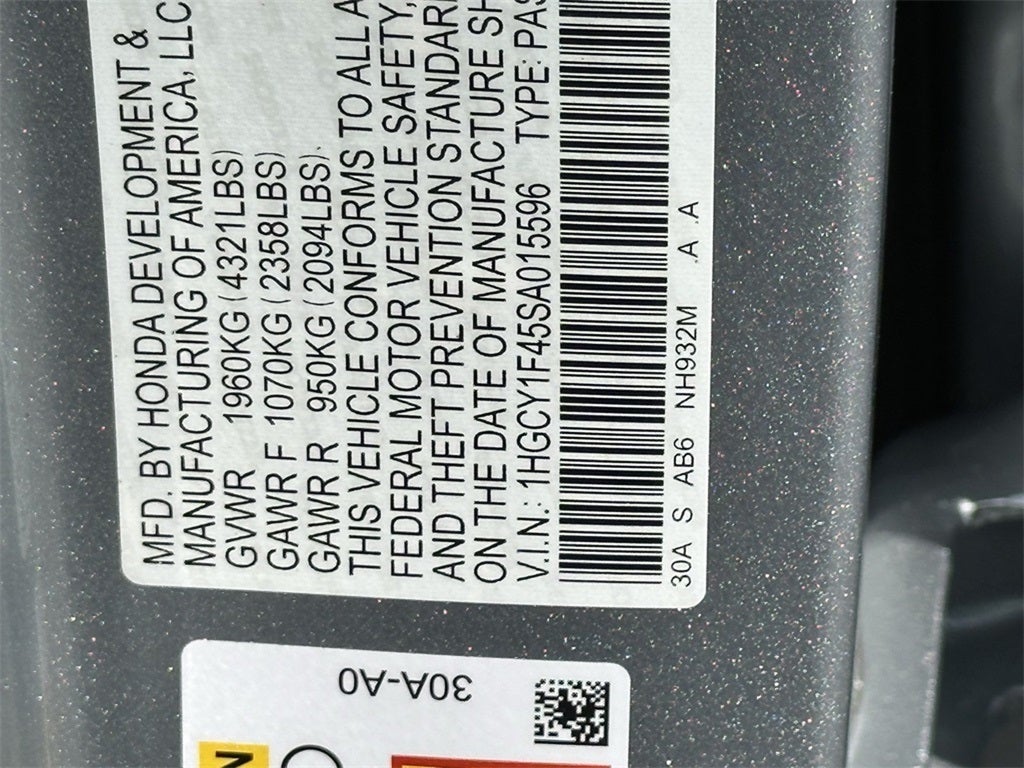 MFD. BY HONDA DEVELOPMENT &
MANUFACTURING OF AMERICA, LLC
GVWR 1960KG (4321LBS)
GAWR F 1070KG (2358LBS)
GAWR R 950KG (2094LBS)
THIS VEHICLE CONFORMS TO ALL A
FEDERAL MOTOR VEHICLE SAFETY,
AND THEFT PREVENTION STANDARD
ON THE DATE OF MANUFACTURE SH
V.I.N.: 1HGCY1F45SA015596 TYPE: PAS
30A S AB6 NH932M .A .A
30A-A0